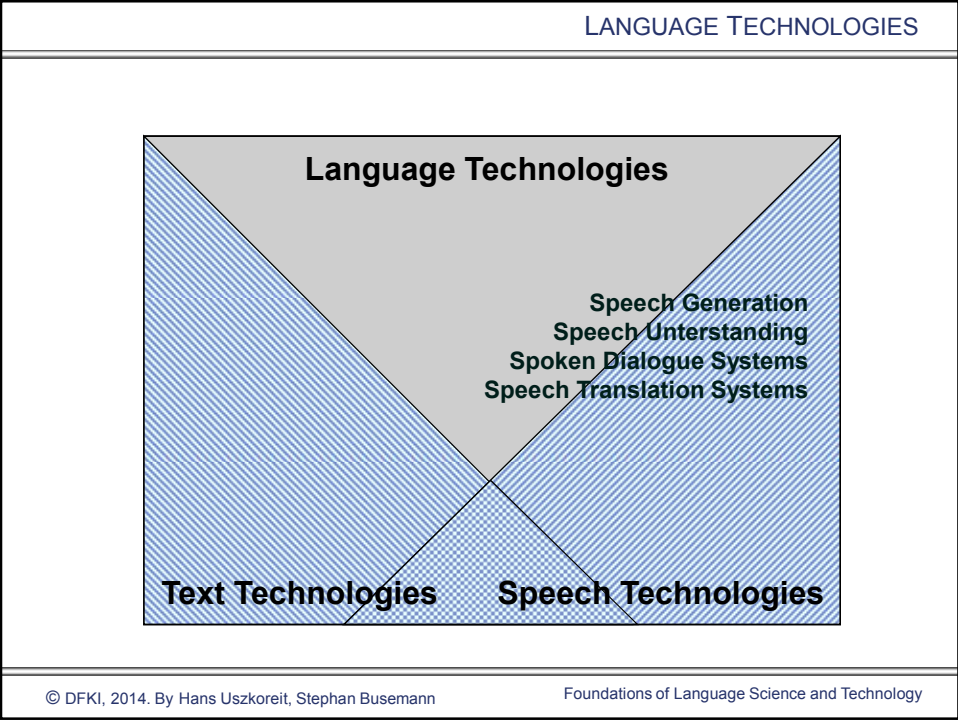 LANGUAGE TECHNOLOGIES
Language Technologies
Speech Generation
Speech Unterstanding
Spoken Dialogue Systems
Speech Translation Systems
Text Technologies Speech Technologies
© DFKI, 2014. By Hans Uszkoreit, Stephan Busemann Foundations of Language Science and Technology